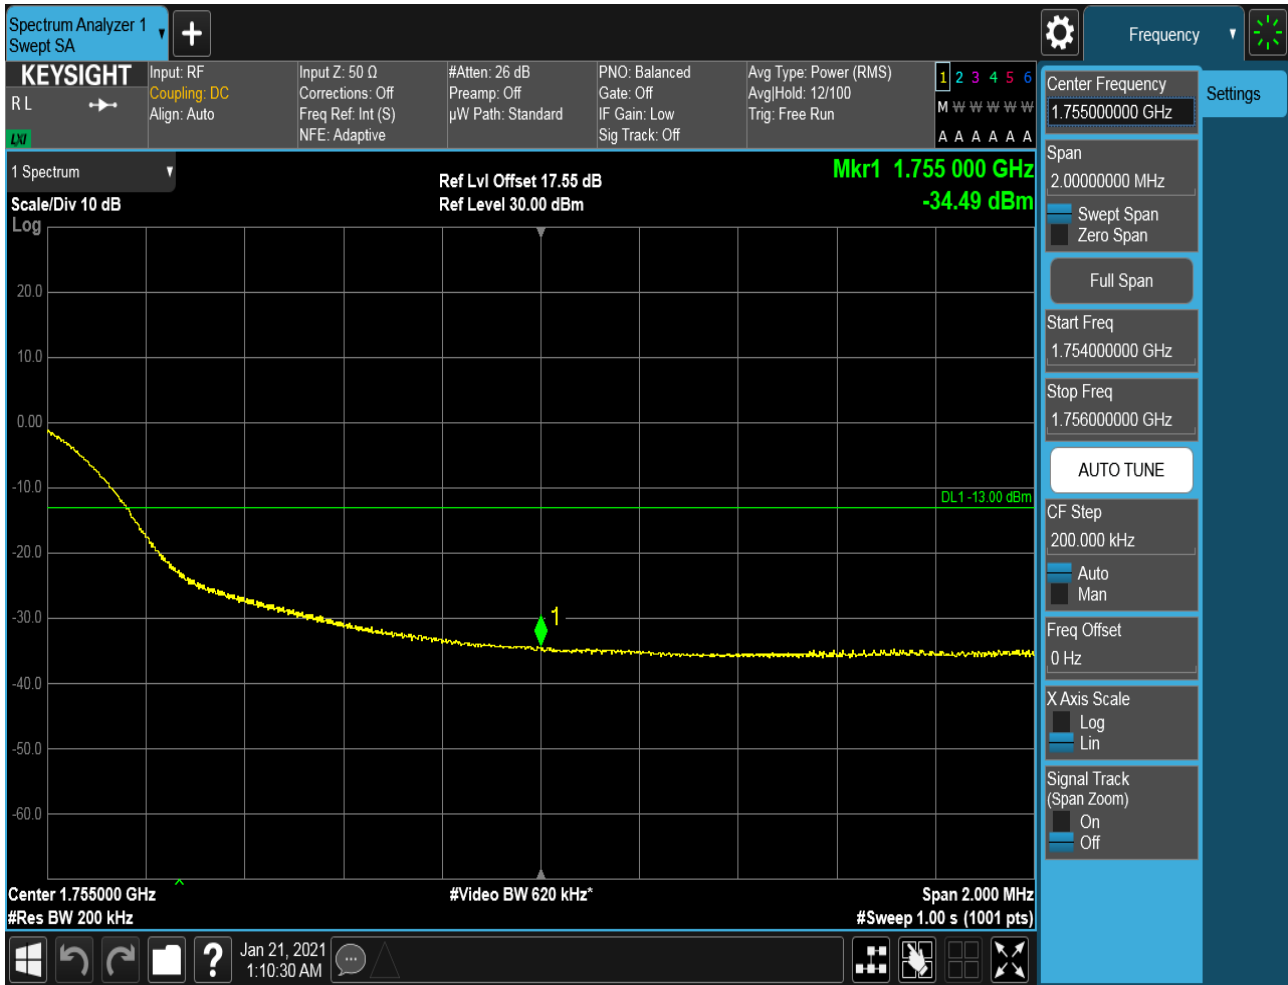 Spectrum Analyzer 1
Swept SA
Frequency
KEYSIGHT
R L
LXI
Input: RF
Coupling: DC
Align: Auto
Input Z: 50 Ω
Corrections: Off
Freq Ref: Int (S)
NFE: Adaptive
#Atten: 26 dB
Preamp: Off
µW Path: Standard
PNO: Balanced
Gate: Off
IF Gain: Low
Sig Track: Off
Avg Type: Power (RMS)
Avg|Hold: 12/100
Trig: Free Run
1 2 3 4 5 6
M W W W W W
A A A A A A
1 Spectrum
Scale/Div 10 dB
Log
Ref Lvl Offset 17.55 dB
Ref Level 30.00 dBm
Mkr1 1.755 000 GHz
-34.49 dBm
20.0
10.0
0.00
-10.0
-20.0
-30.0
-40.0
-50.0
-60.0
DL1 -13.00 dBm
1
Center 1.755000 GHz
#Res BW 200 kHz
#Video BW 620 kHz*
Span 2.000 MHz
#Sweep 1.00 s (1001 pts)
Jan 21, 2021
1:10:30 AM
Center Frequency
1.755000000 GHz
Settings
Span
2.00000000 MHz
Swept Span
Zero Span
Full Span
Start Freq
1.754000000 GHz
Stop Freq
1.756000000 GHz
AUTO TUNE
CF Step
200.000 kHz
Auto
Man
Freq Offset
0 Hz
X Axis Scale
Log
Lin
Signal Track
(Span Zoom)
On
Off